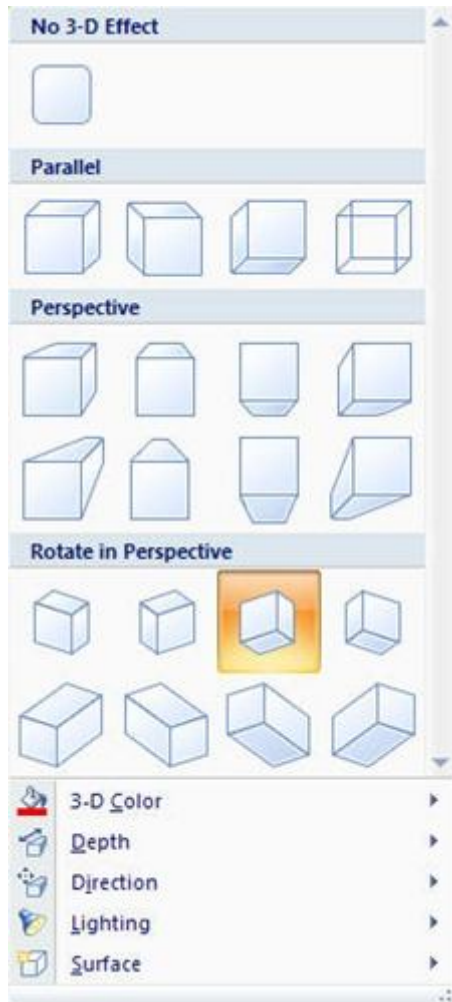 No 3-D Effect
Parallel
Perspective
Rotate in Perspective
3-D Color
Depth
Direction
Lighting
Surface